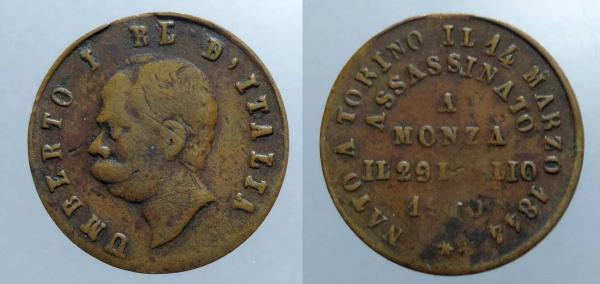 UMBERTO I RE D'ITALIA
NATO A TORINO IL 14 MARZO 1844
ASSASSINATO
A
MONZA
IL 29